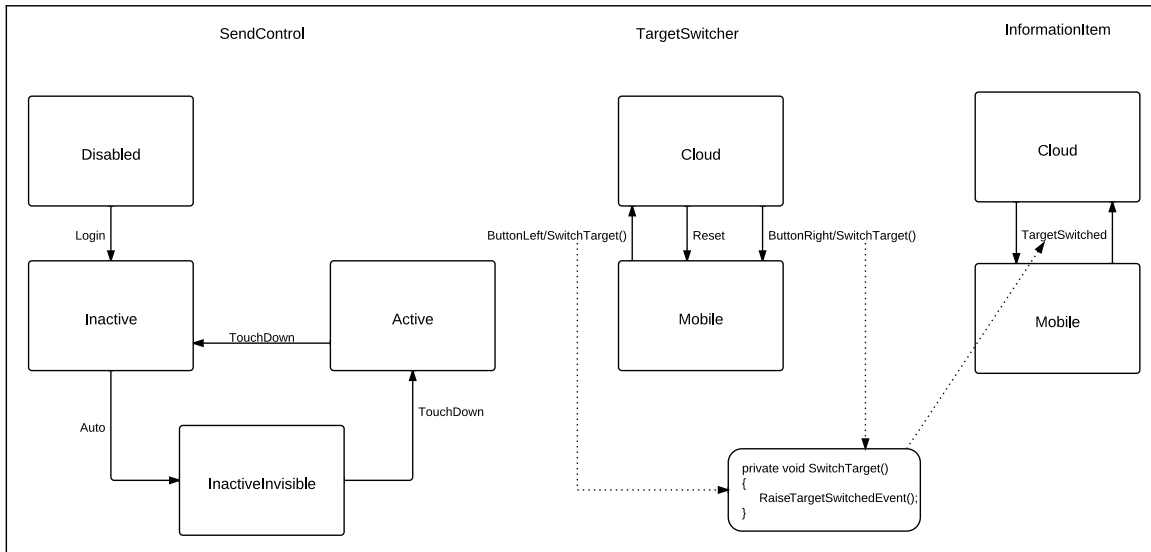 SendControl
TargetSwitcher
InformationItem
Disabled
Cloud
Cloud
Login
ButtonLeft/SwitchTarget()
Reset
ButtonRight/SwitchTarget()
TargetSwitched
Inactive
Active
Mobile
Mobile
TouchDown
Auto
TouchDown
InactiveInvisible
private void SwitchTarget()
{
RaiseTargetSwitchedEvent();
}